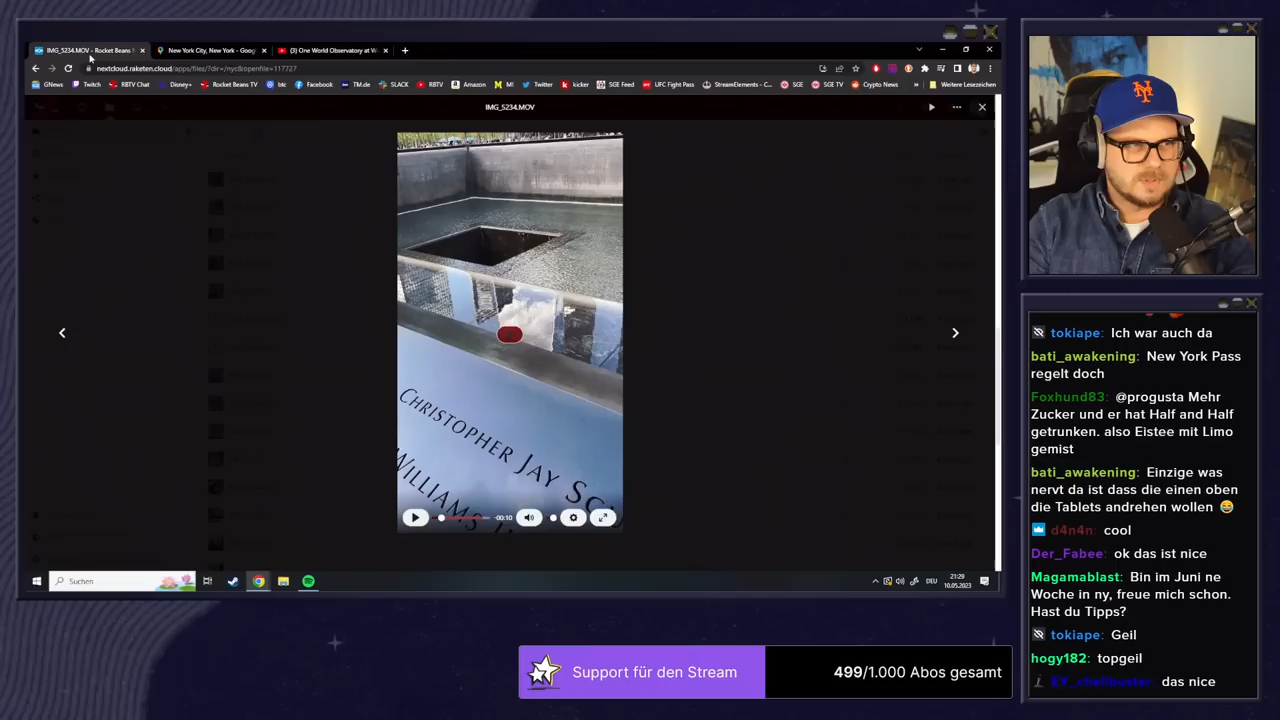 IMG_5234.MOV - Rocket Beans
New York City, New York - Goog
(3) One World Observatory at W
nextcloud.raketen.cloud/apps/files/?dir=/nyc&openfile=117727
GNews
Twitch
RBTV Chat
Disney+
Rocket Beans TV
btc
Facebook
TM.de
SLACK
RBTV
Amazon
M!
INTER
kicker
SGE Feed
UFC Fight Pass
StreamElements - C...
SGE
SGE TV
Crypto News
Weitere Lesezeichen
IMG_5234.MOV
CHRISTOPHER JAY SC
WILLIAMS
-00:10
Suchen
DEU
21:20
10.05.2023
tokiape: Ich war auch da
bati_awakening: New York Pass
regelt doch
Foxhund83: @progusta Mehr
Zucker und er hat Half and Half
getrunken. also Eistee mit Limo
gemist
bati_awakening: Einzige was
nervt da ist dass die einen oben
die Tablets andrehen wollen 😂
d4n4n: cool
Der_Fabee: ok das ist nice
Magamablast: Bin im Juni ne
Woche in ny, freue mich schon.
Hast du Tipps?
tokiape: Geil
hogy182: topgeil
das nice
Support für den Stream
499/1.000 Abos gesamt